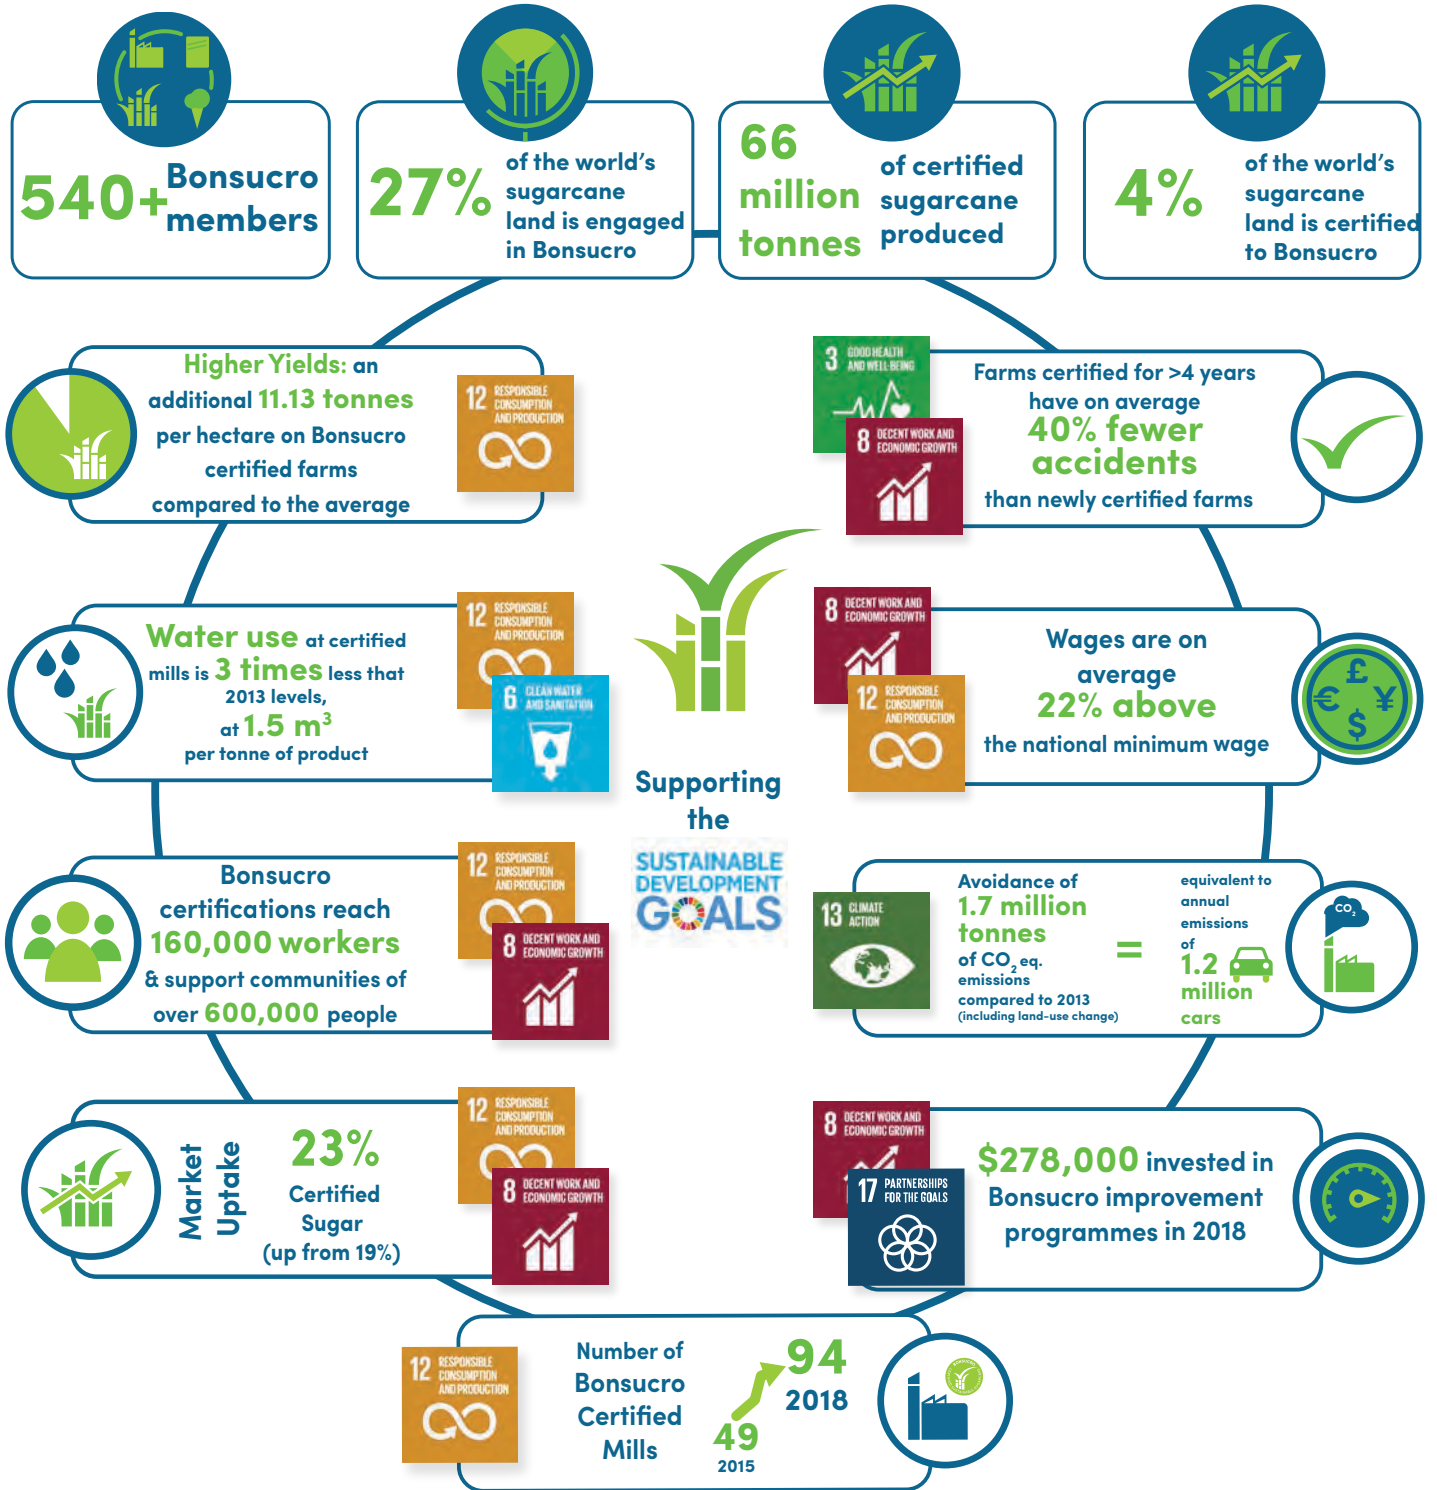 540+
Bonsucro
members
27%
of the world's
sugarcane
land is engaged
in Bonsucro
66
million
tonnes
of certified
sugarcane
produced
4%
of the world's
sugarcane
land is certified
to Bonsucro
Higher Yields: an
additional 11.13 tonnes
per hectare on Bonsucro
certified farms
compared to the average
12 RESPONSIBLE
CONSUMPTION
AND PRODUCTION
3 GOOD HEALTH
AND WELL-BEING
8 DECENT WORK AND
ECONOMIC GROWTH
Farms certified for >4 years
have on average
40% fewer
accidents
than newly certified farms
Water use at certified
mills is 3 times less that
2013 levels,
at 1.5 m³
per tonne of product
12 RESPONSIBLE
CONSUMPTION
AND PRODUCTION
6 CLEAN WATER
AND SANITATION
8 DECENT WORK AND
ECONOMIC GROWTH
12 RESPONSIBLE
CONSUMPTION
AND PRODUCTION
Wages are on
average
22% above
the national minimum wage
£
€ ¥
$
Supporting
the
SUSTAINABLE
DEVELOPMENT
GOALS
Bonsucro
certifications reach
160,000 workers
& support communities of
over 600,000 people
12 RESPONSIBLE
CONSUMPTION
AND PRODUCTION
8 DECENT WORK AND
ECONOMIC GROWTH
13 CLIMATE
ACTION
Avoidance of
1.7 million
tonnes
of CO₂ eq.
emissions
compared to 2013
(including land-use change)
=
equivalent to
annual
emissions
of
1.2
million
cars
CO₂
Market
Uptake
23%
Certified
Sugar
(up from 19%)
12 RESPONSIBLE
CONSUMPTION
AND PRODUCTION
8 DECENT WORK AND
ECONOMIC GROWTH
8 DECENT WORK AND
ECONOMIC GROWTH
17 PARTNERSHIPS
FOR THE GOALS
$278,000 invested in
Bonsucro improvement
programmes in 2018
12 RESPONSIBLE
CONSUMPTION
AND PRODUCTION
Number of
Bonsucro
Certified
Mills
49
2015
94
2018
BONSUCRO